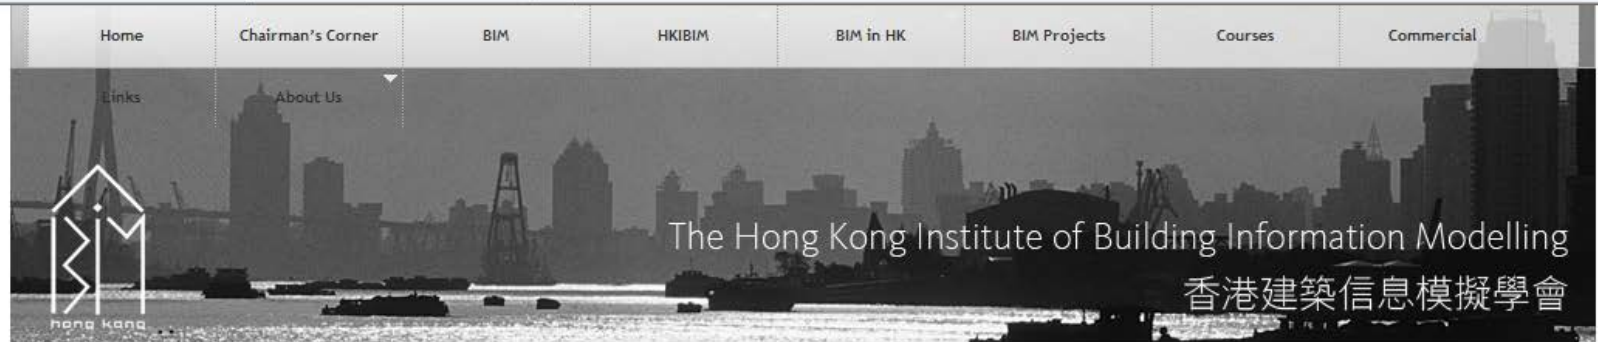 Home Chairman's Corner BIM HKIBIM BIM in HK BIM Projects Courses Commercial
Links About Us
BIM
hong kong
The Hong Kong Institute of Building Information Modelling
香港建築信息模擬學會